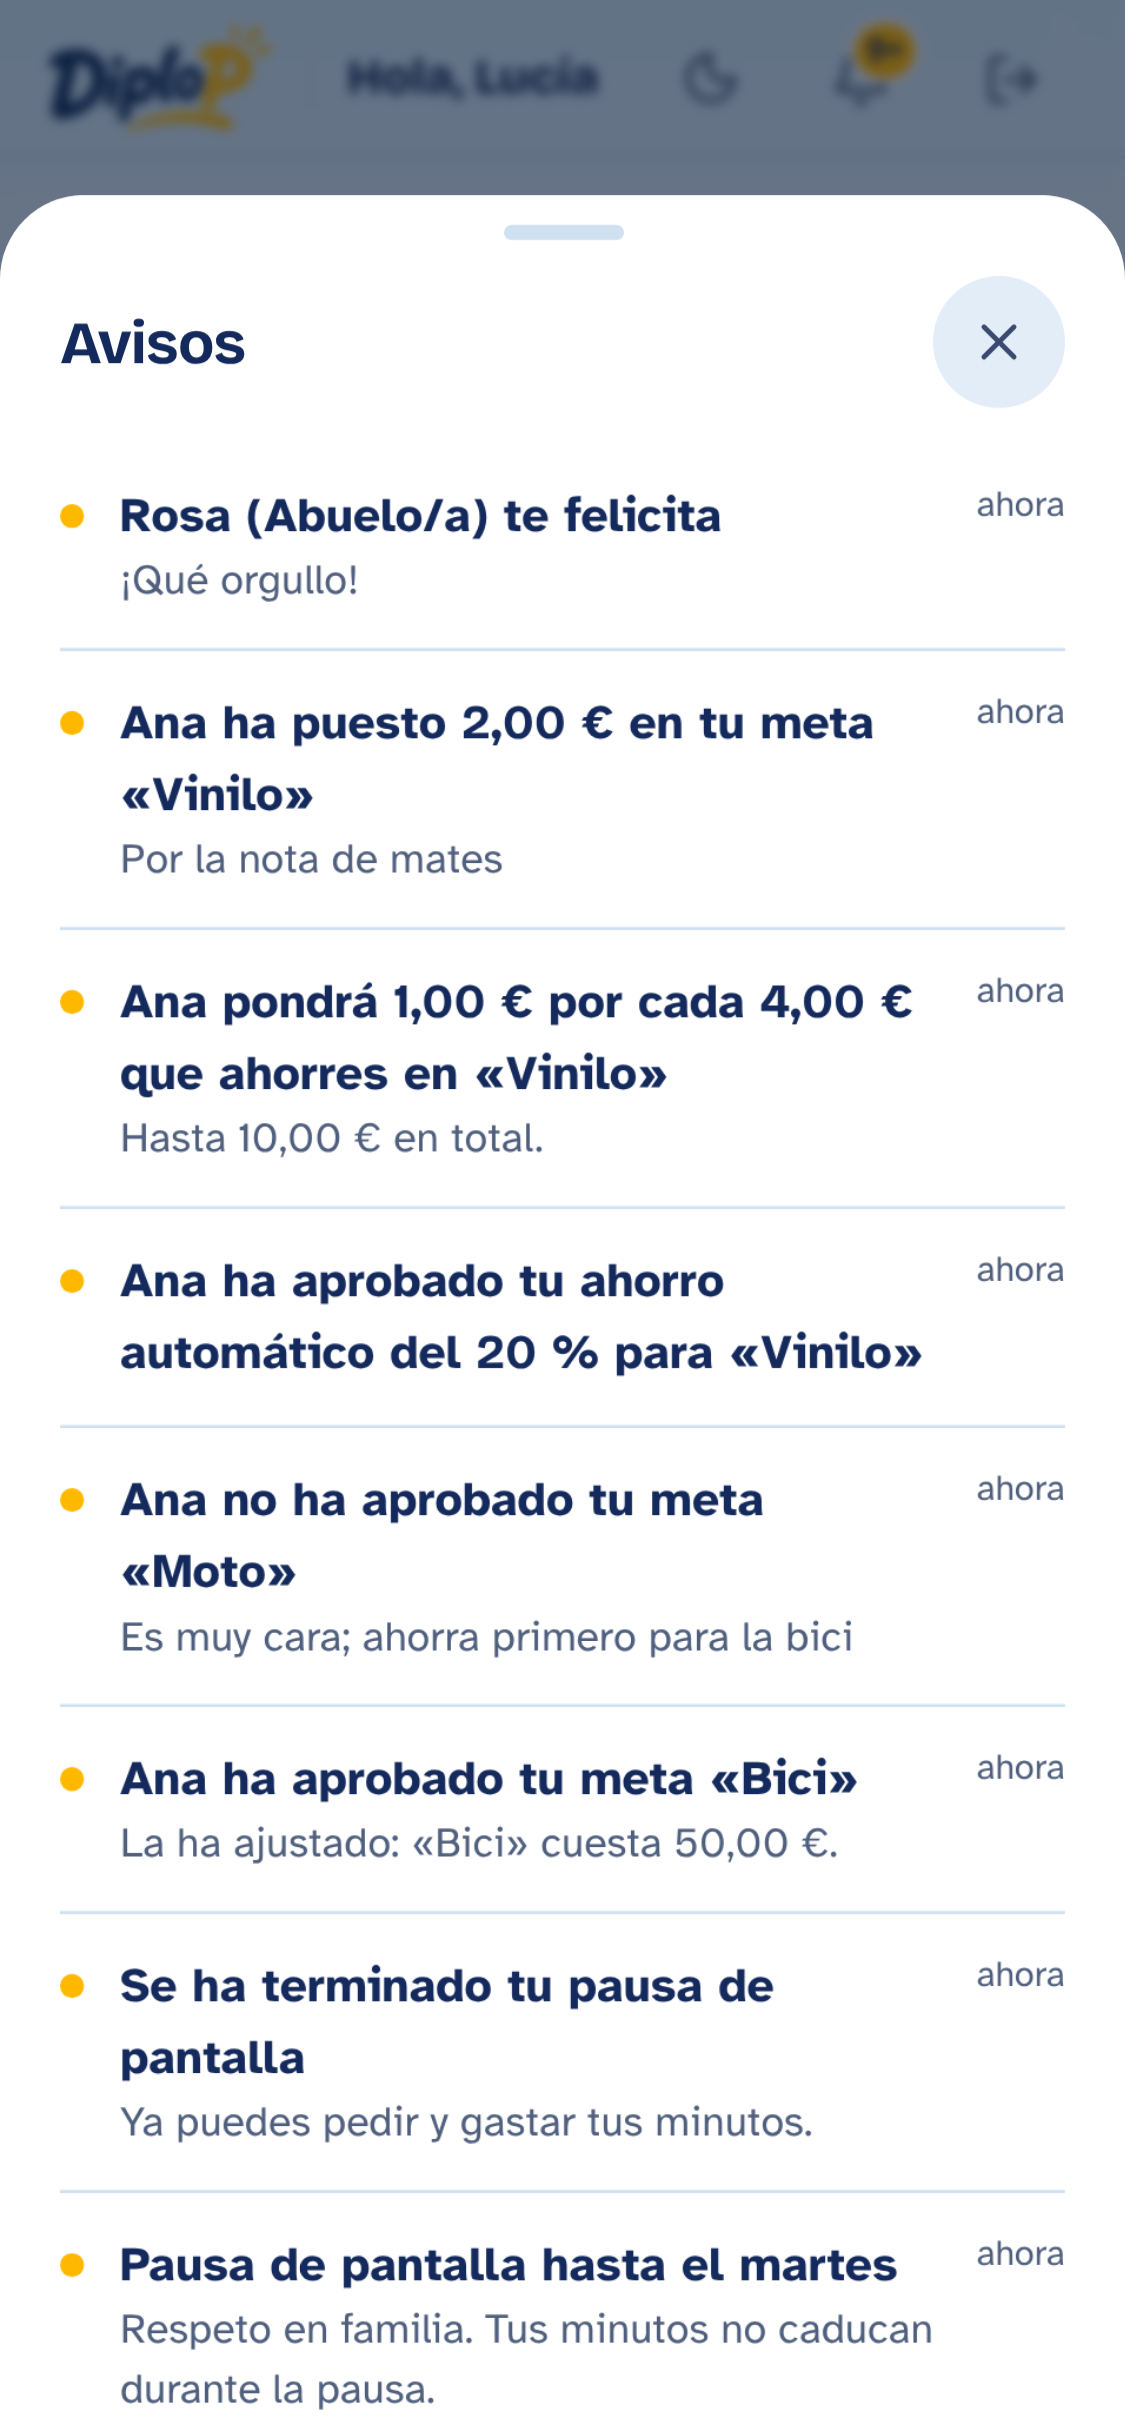 DiploP
Hola, Lucía
9+
Avisos
Rosa (Abuelo/a) te felicita
ahora
¡Qué orgullo!
Ana ha puesto 2,00 € en tu meta
ahora
«Vinilo»
Por la nota de mates
Ana pondrá 1,00 € por cada 4,00 €
ahora
que ahorres en «Vinilo»
Hasta 10,00 € en total.
Ana ha aprobado tu ahorro
ahora
automático del 20 % para «Vinilo»
Ana no ha aprobado tu meta
ahora
«Moto»
Es muy cara; ahorra primero para la bici
Ana ha aprobado tu meta «Bici»
ahora
La ha ajustado: «Bici» cuesta 50,00 €.
Se ha terminado tu pausa de
ahora
pantalla
Ya puedes pedir y gastar tus minutos.
Pausa de pantalla hasta el martes
ahora
Respeto en familia. Tus minutos no caducan
durante la pausa.